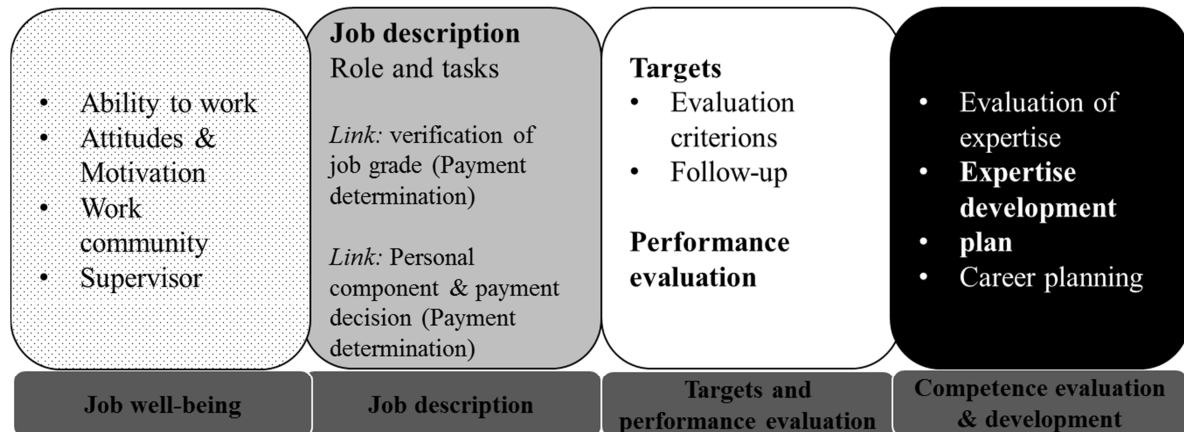 • Ability to work
• Attitudes &
Motivation
• Work
community
• Supervisor
Job description
Role and tasks
Link: verification of
job grade (Payment
determination)
Link: Personal
component & payment
decision (Payment
determination)
Targets
• Evaluation
criterions
• Follow-up
Performance
evaluation
• Evaluation of
expertise
• Expertise
development
• plan
• Career planning
Job well-being
Job description
Targets and
performance evaluation
Competence evaluation
& development